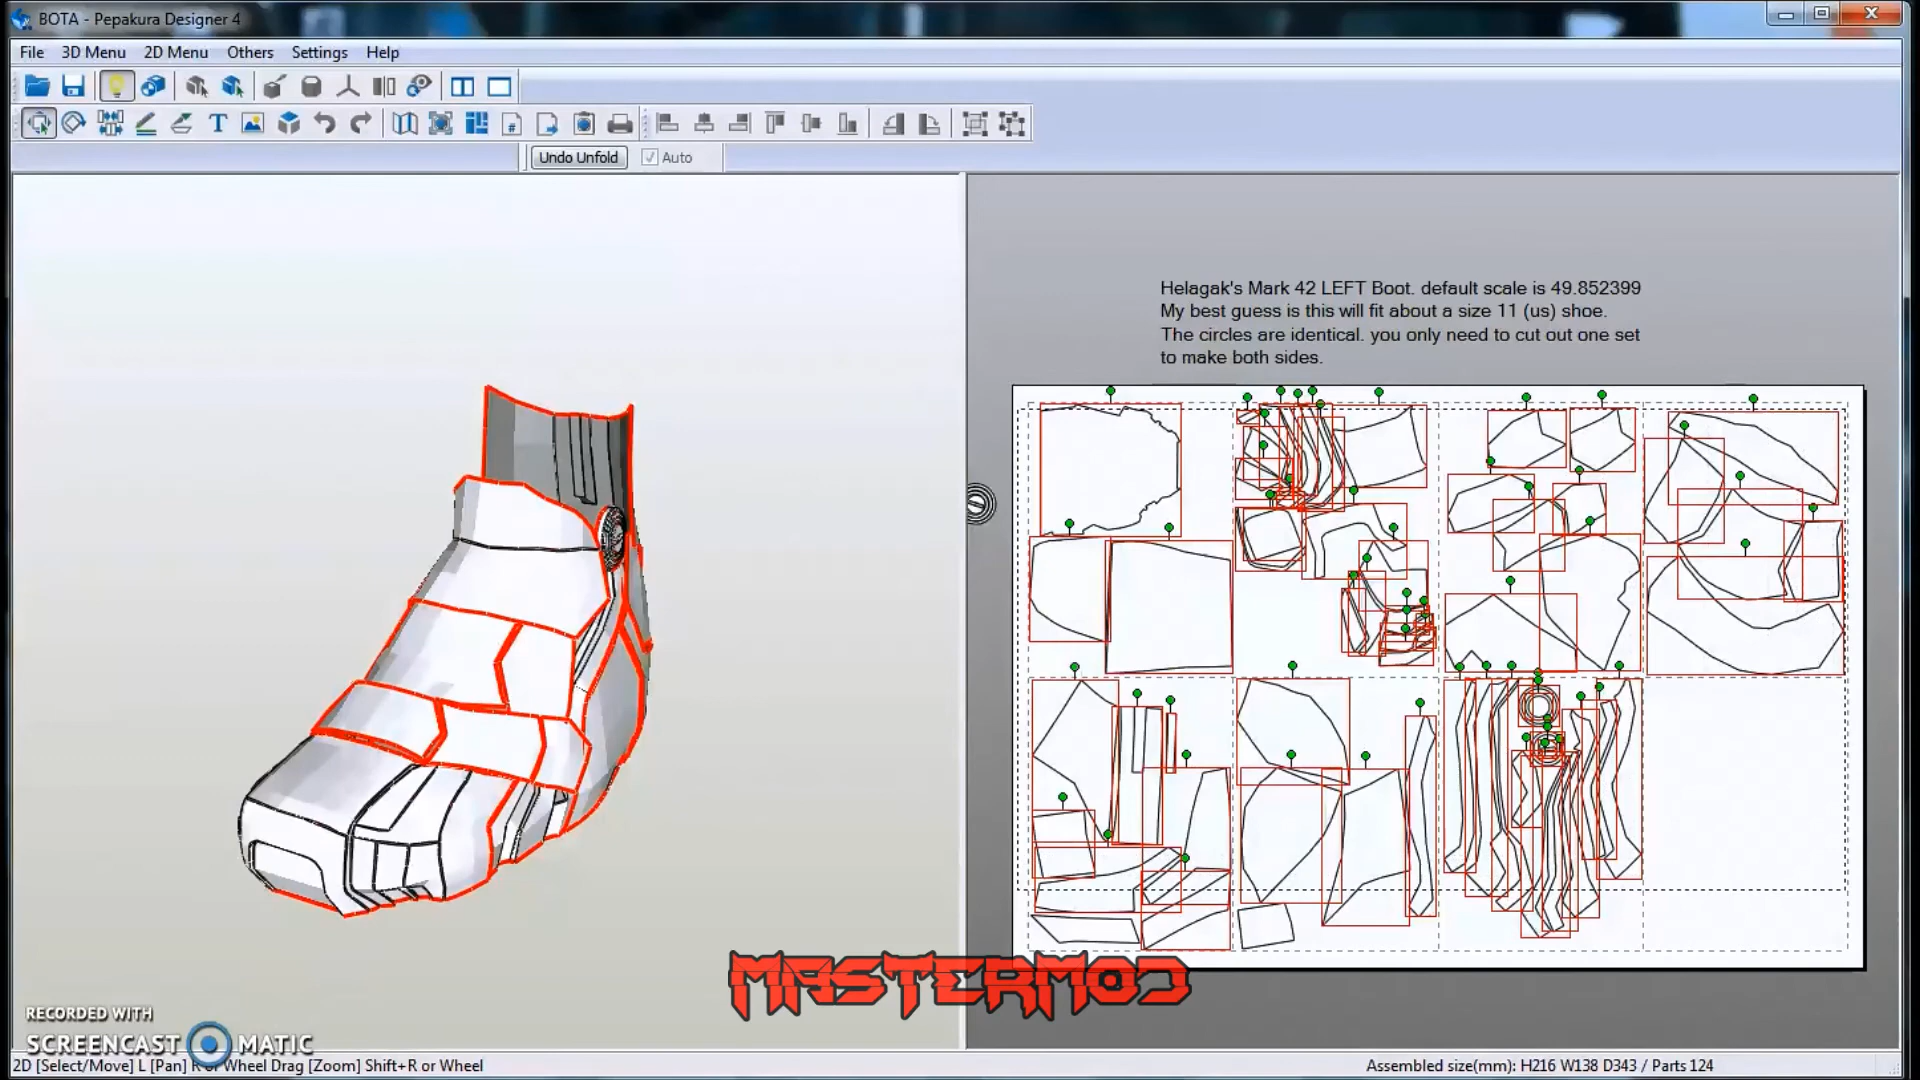 BOTA - Pepakura Designer 4
File 3D Menu 2D Menu Others Settings Help
Undo Unfold Auto
Helagak's Mark 42 LEFT Boot. default scale is 49.852399
My best guess is this will fit about a size 11 (us) shoe.
The circles are identical. you only need to cut out one set
to make both sides.
MASTERMOD
RECORDED WITH
SCREENCAST MATIC
2D [Select/Move] L [Pan] R or Wheel Drag [Zoom] Shift+R or Wheel
Assembled size(mm): H216 W138 D343 / Parts 124